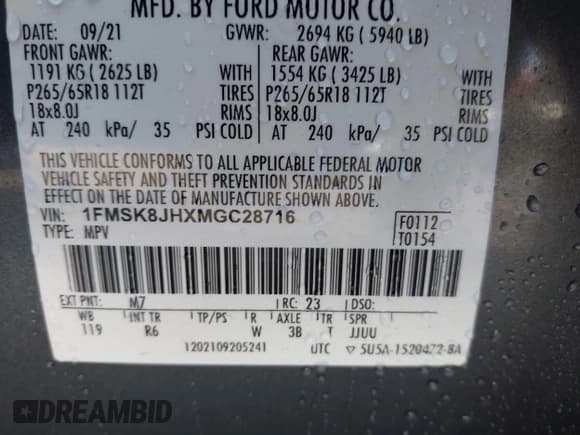 MFD. BY FORD MOTOR CO.
DATE: 09/21 GVWR: 2694 KG ( 5940 LB)
FRONT GAWR: REAR GAWR:
1191 KG ( 2625 LB) WITH 1554 KG ( 3425 LB) WITH
P265/65R18 112T TIRES P265/65R18 112T TIRES
18x8.0J RIMS 18x8.0J RIMS
AT 240 kPa/ 35 PSI COLD AT 240 kPa/ 35 PSI COLD
THIS VEHICLE CONFORMS TO ALL APPLICABLE FEDERAL MOTOR
VEHICLE SAFETY AND THEFT PREVENTION STANDARDS IN
EFFECT ON THE DATE OF MANUFACTURE SHOWN ABOVE.
VIN: 1FMSK8JHXMGC28716 F0112
TYPE: MPV T0154
EXT PNT: M7 RC: 23 DSO:
WB INT TR TP/PS R AXLE TR SPR
119 R6 W 3B T JJUU
1202109205241 UTC ▽ 5U5A-1520472-BA
DREAMBID